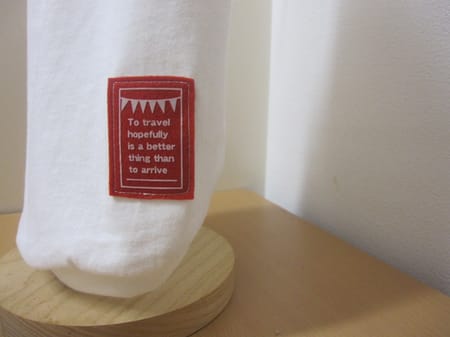 To travel
hopefully
is a better
thing than
to arrive